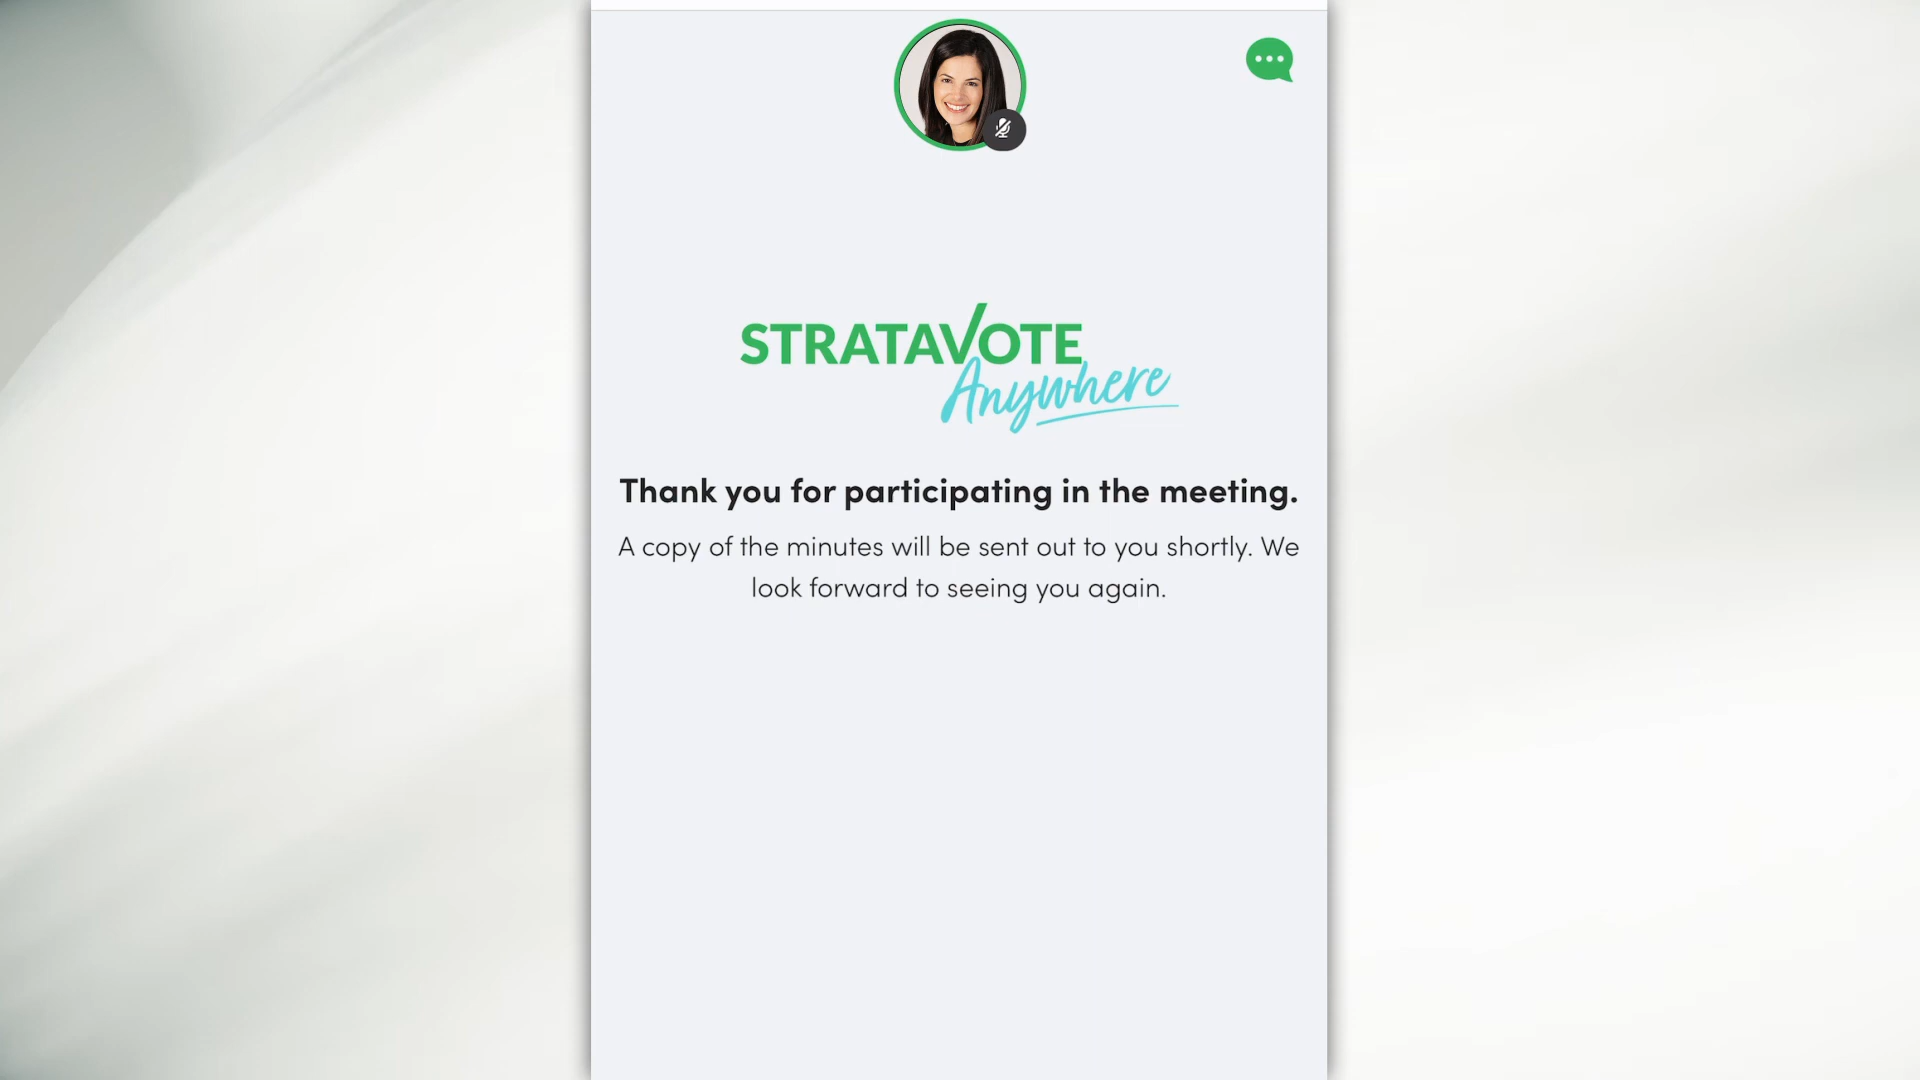 STRATAVOTE
Anywhere
Thank you for participating in the meeting.
A copy of the minutes will be sent out to you shortly. We
look forward to seeing you again.